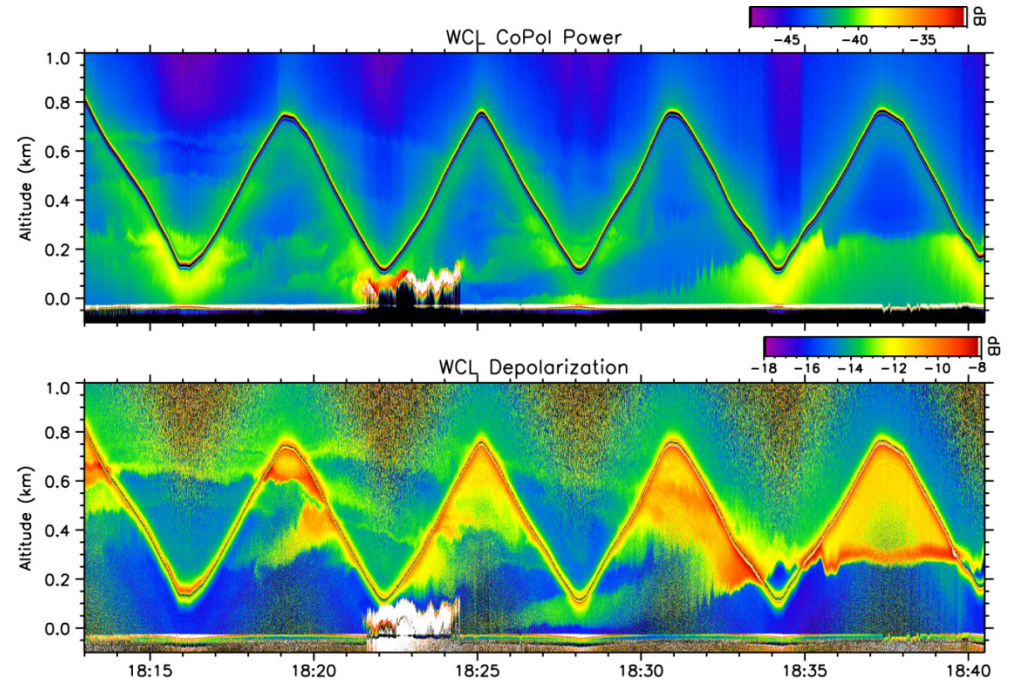 dB
−45 −40 −35
WCL CoPol Power
1.0
0.8
0.6
0.4
0.2
0.0
Altitude (km)
dB
−18 −16 −14 −12 −10 −8
WCL Depolarization
1.0
0.8
0.6
0.4
0.2
0.0
Altitude (km)
18:15 18:20 18:25 18:30 18:35 18:40